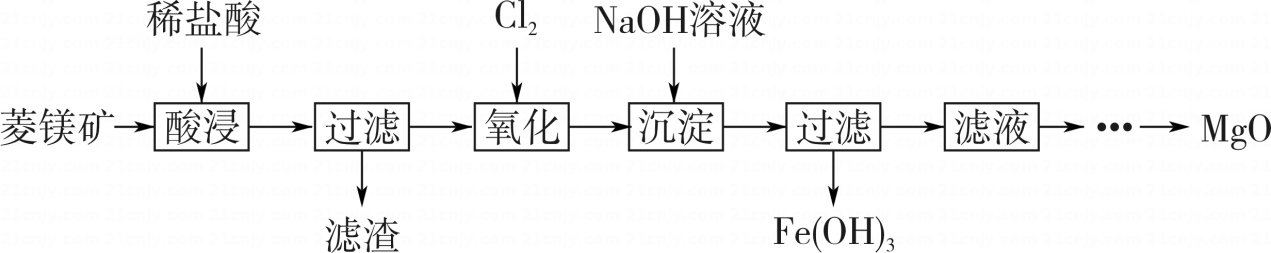 稀盐酸 Cl₂ NaOH溶液
菱镁矿 酸浸 过滤 氧化 沉淀 过滤 滤液 ••• MgO
滤渣 Fe(OH)₃